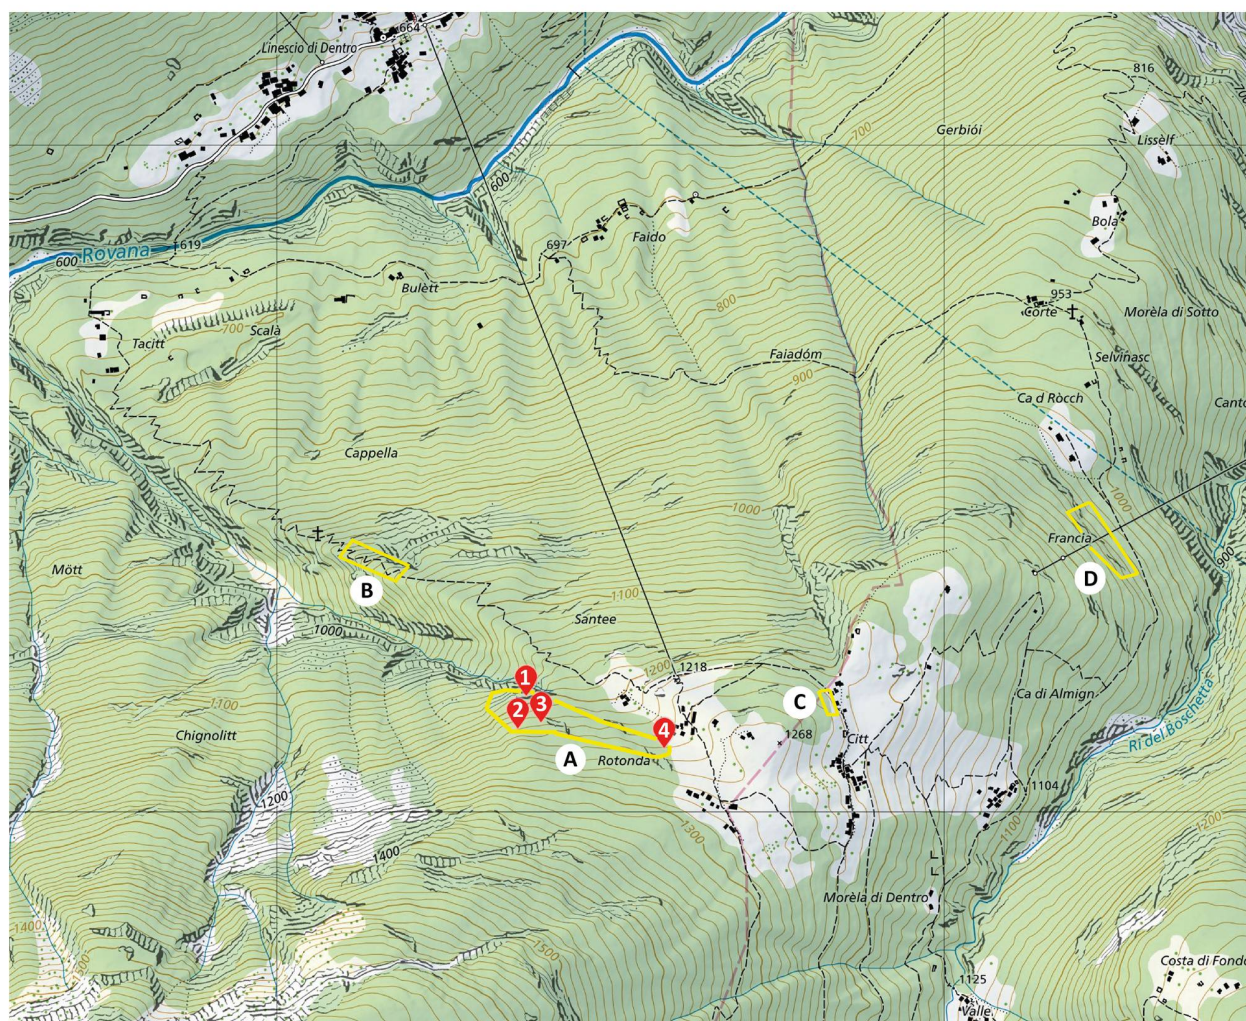 664
Linescio di Dentro
816
700
Gerbiói
Lissèlf
600
Bola
Rovana
619
697
Faido
600
Bulètt
953
Corte
Morèla di Sotto
800
700
Scalà
Tacitt
Faiadóm
Selvinasc
900
Ca d Ròcch
Canto
Cappella
1000
1000
Francia
900
Mött
B
D
1100
Santee
1000
1200
1218
1
Ca di Almign
1100
2
3
C
Chignolitt
4
1268
Citt
Ri del Boschetta
A
Rotonda
1104
1200
1300
1100
1200
1400
Morèla di Dentro
1400
1500
Costa di Fondo
1125
Valle